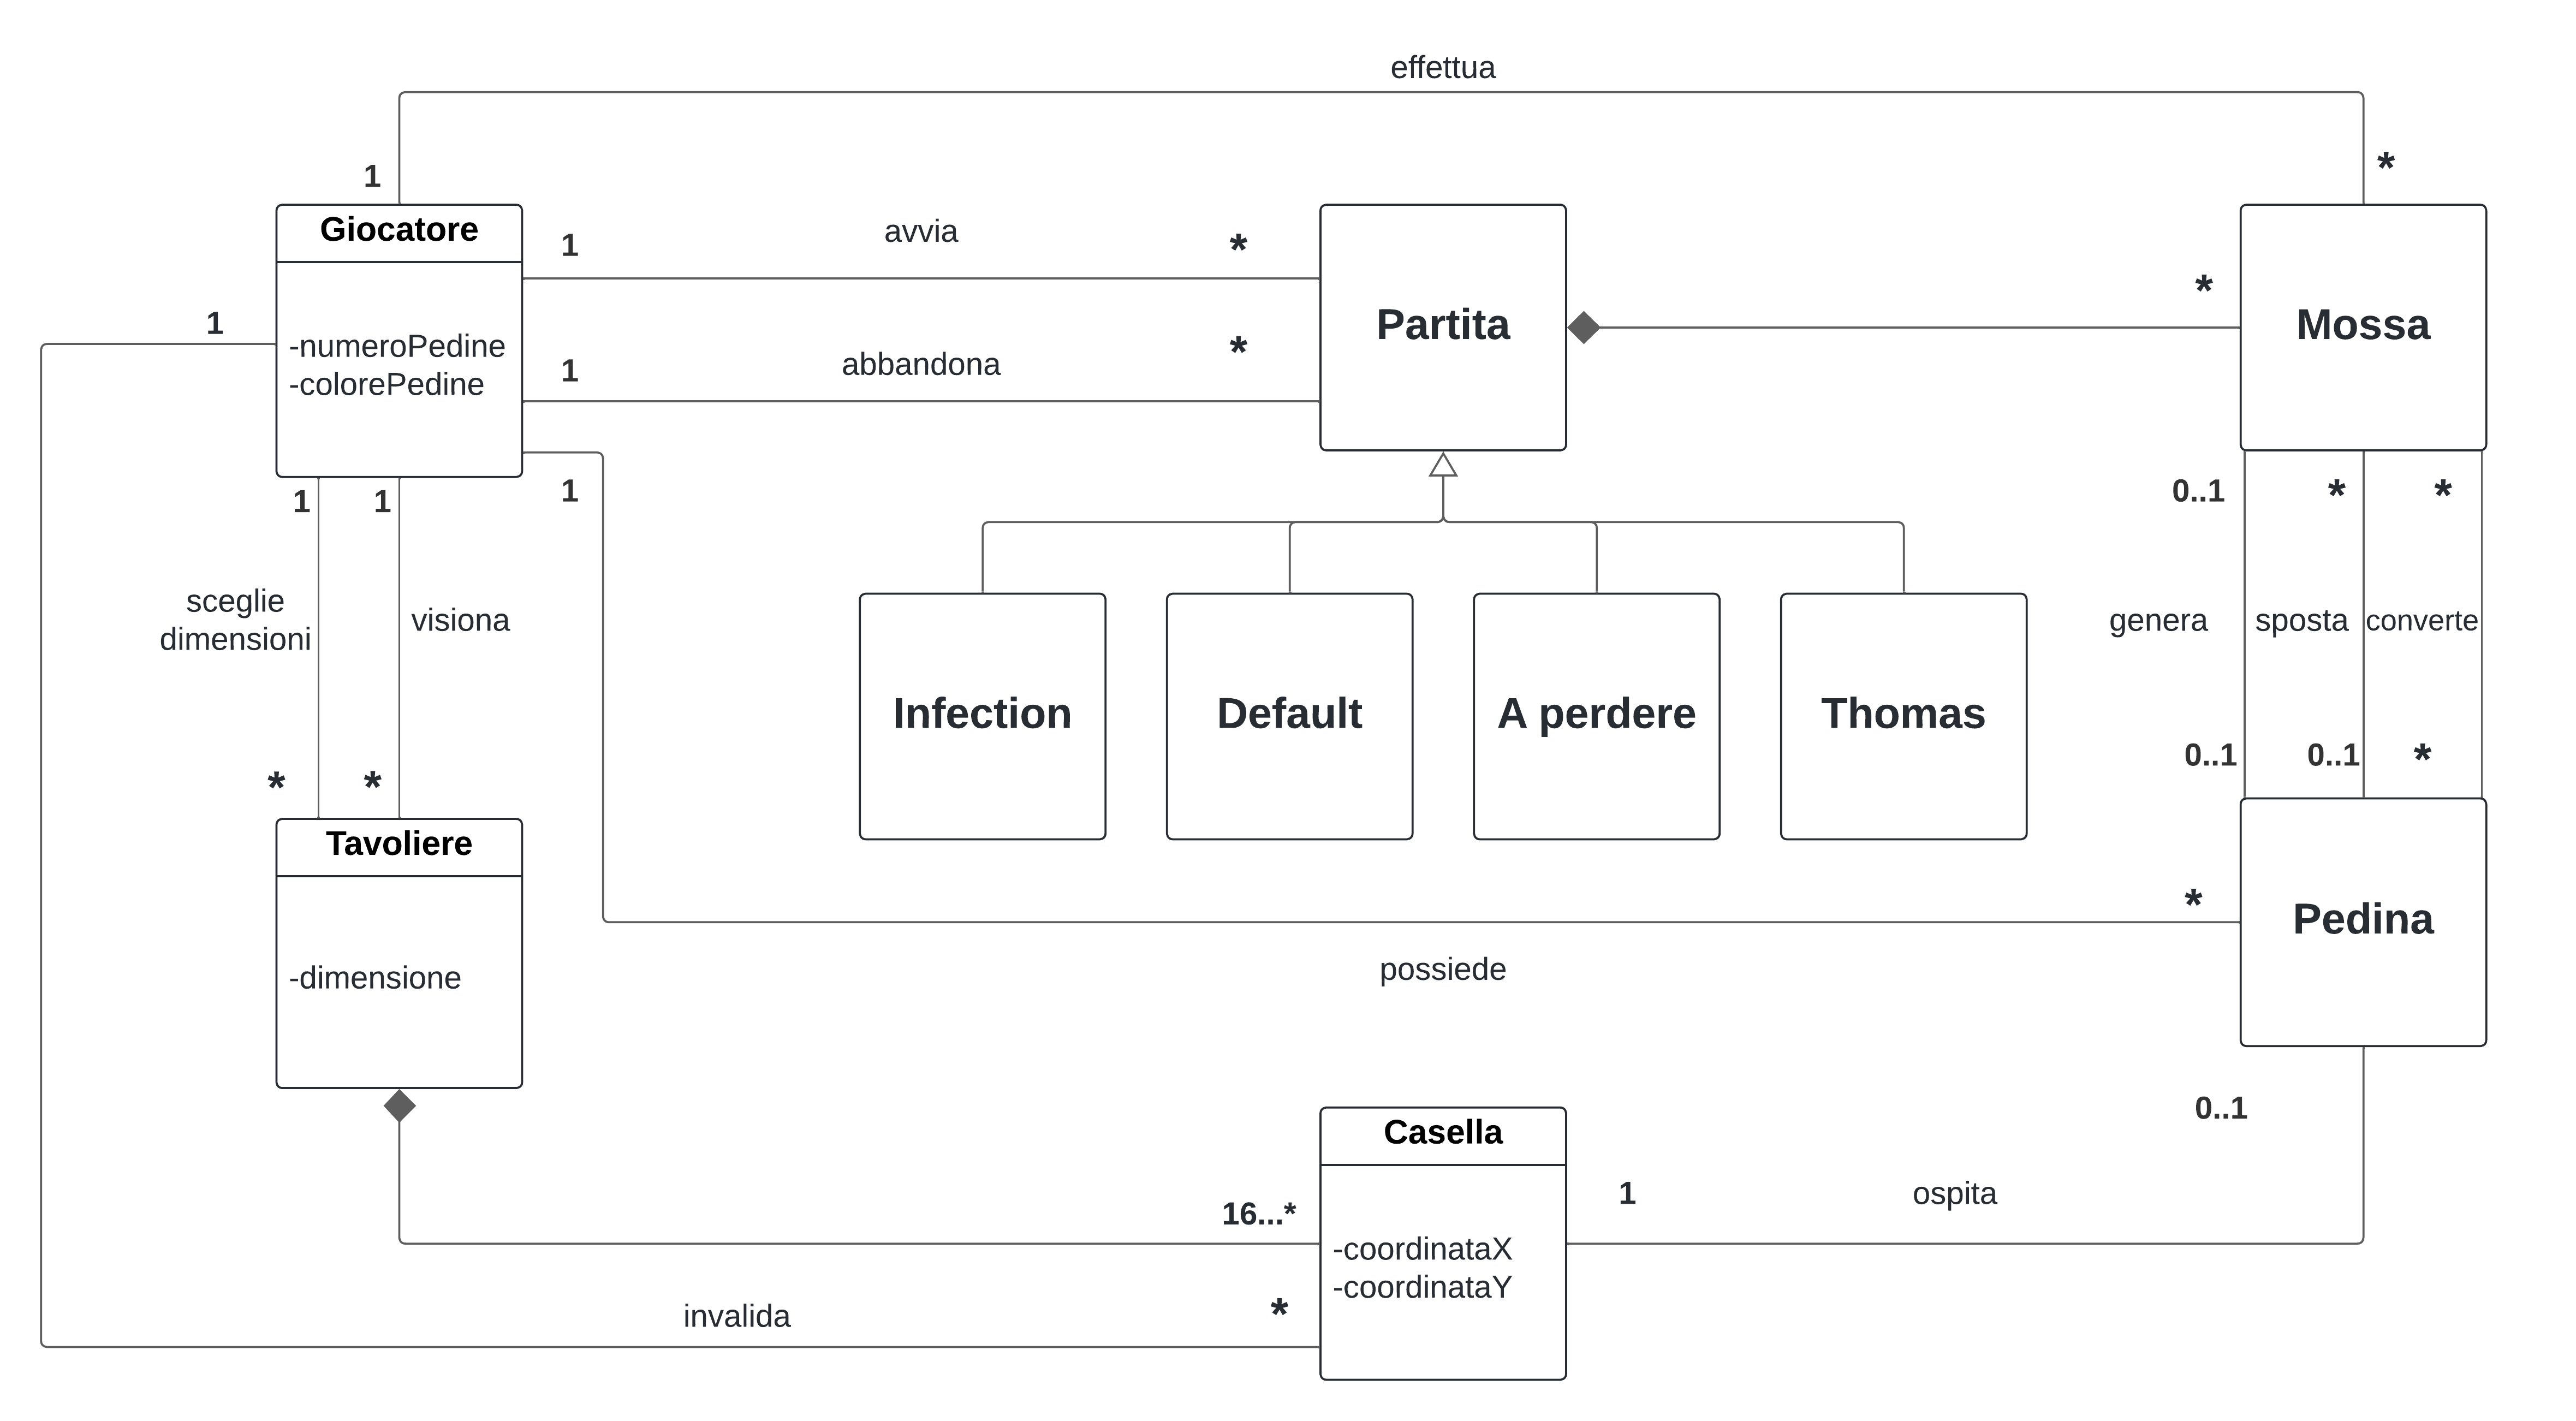 effettua
1
*
Giocatore
-numeroPedine
-colorePedine
1
avvia
*
Partita
*
Mossa
1
1
abbandona
*
1
1
1
0..1
*
*
sceglie
dimensioni
visiona
genera
sposta
converte
Infection
Default
A perdere
Thomas
*
*
0..1
0..1
*
Tavoliere
-dimensione
*
Pedina
possiede
0..1
Casella
-coordinataX
-coordinataY
16...*
1
ospita
invalida
*